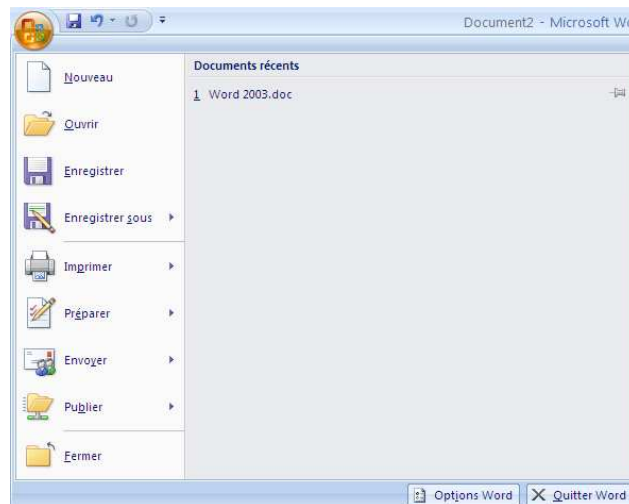 Document2 - Microsoft Wo
Nouveau
Ouvrir
Enregistrer
Enregistrer sous
Imprimer
Préparer
Envoyer
Publier
Fermer
Documents récents
1 Word 2003.doc
Options Word
Quitter Word